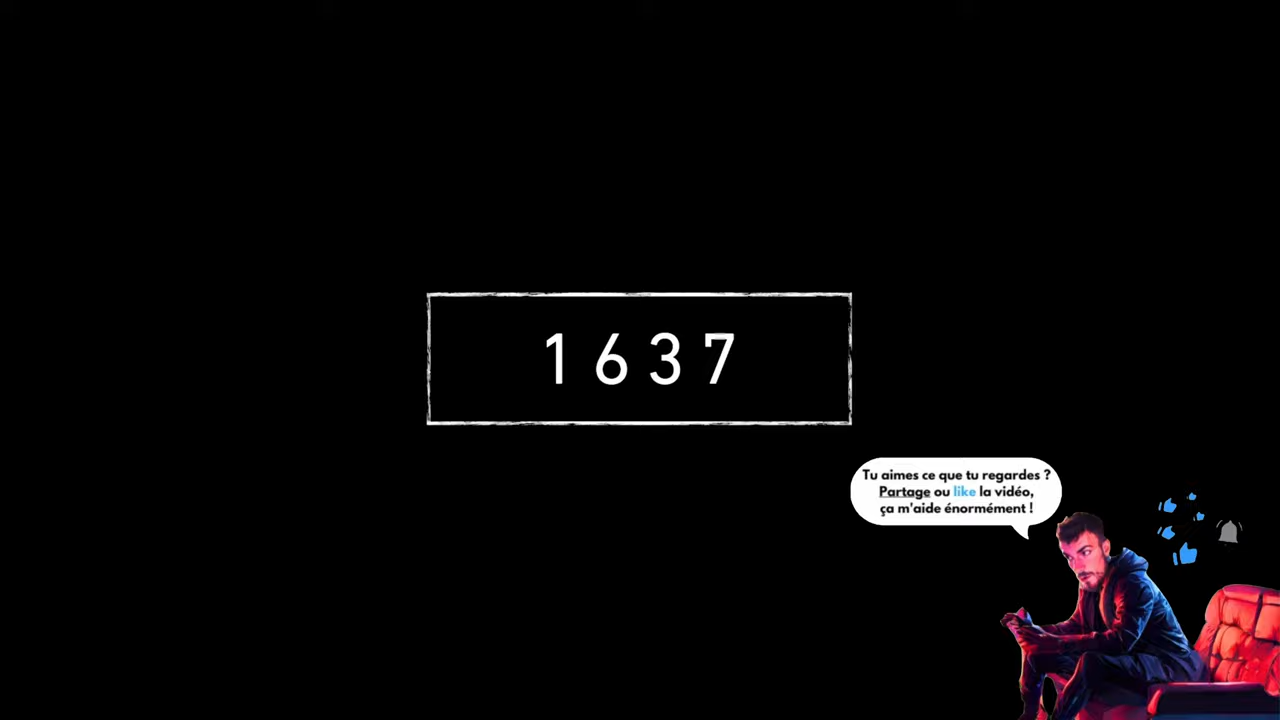 1637
Tu aimes ce que tu regardes ?
Partage ou like la vidéo,
ça m'aide énormément !